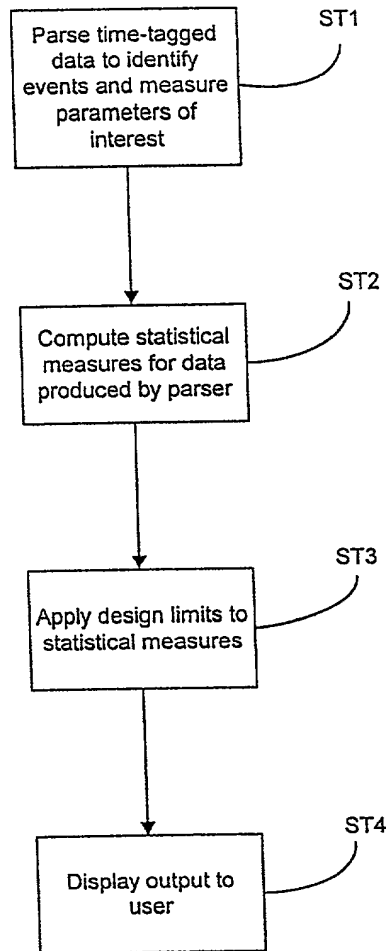 ST1
Parse time-tagged
data to identify
events and measure
parameters of
interest
ST2
Compute statistical
measures for data
produced by parser
ST3
Apply design limits to
statistical measures
ST4
Display output to
user